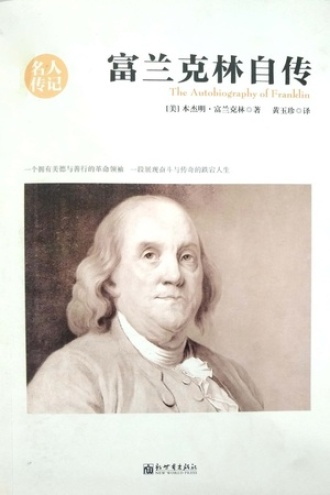 名人
传记
富兰克林自传
The Autobiography of Franklin
[美] 本杰明·富兰克林 著 黄玉珍 译
一个拥有美德与善行的革命领袖 一段展现奋斗与传奇的跌宕人生
新世界出版社